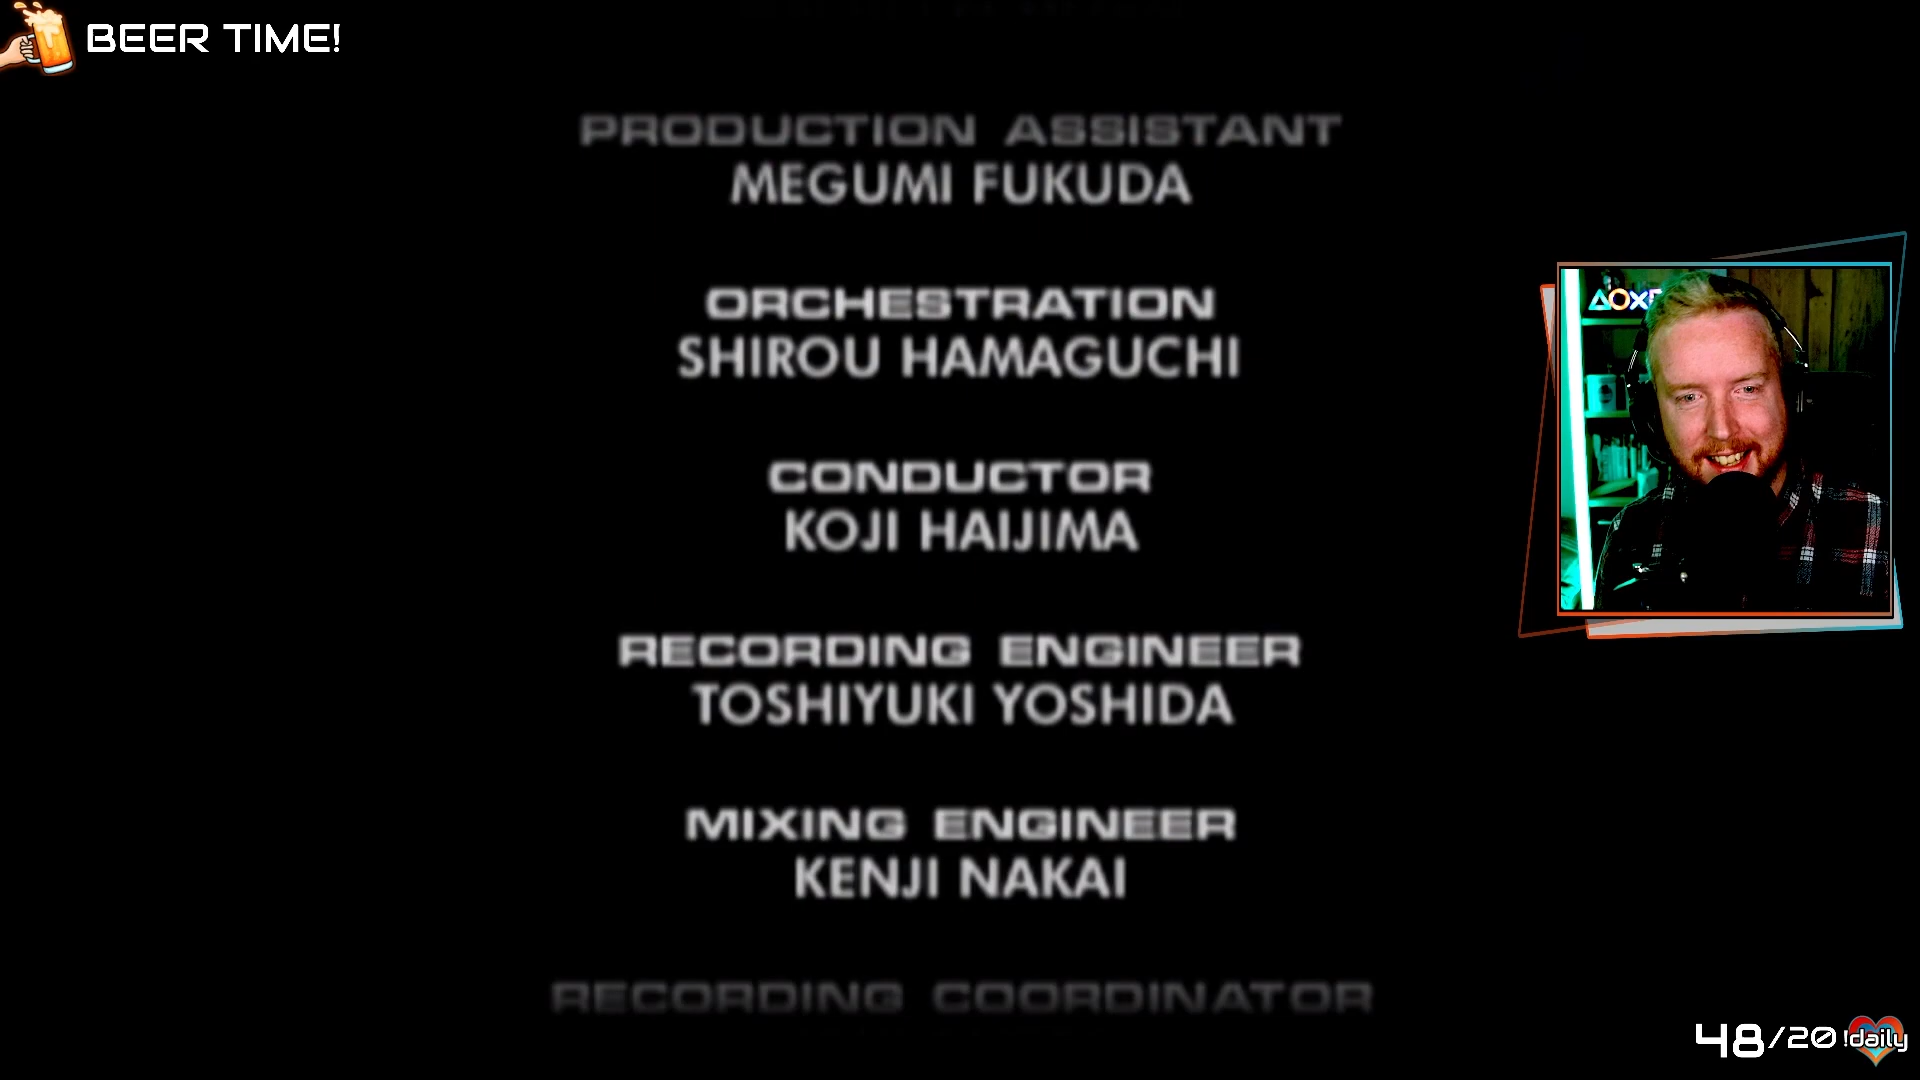 BEER TIME!
PRODUCTION ASSISTANT
MEGUMI FUKUDA
ORCHESTRATION
SHIROU HAMAGUCHI
CONDUCTOR
KOJI HAIJIMA
RECORDING ENGINEER
TOSHIYUKI YOSHIDA
MIXING ENGINEER
KENJI NAKAI
RECORDING COORDINATOR
48/20 !daily